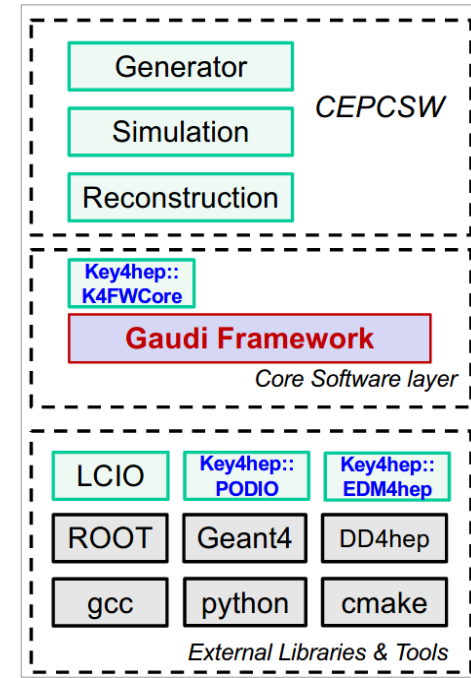 Generator
CEPCSW
Simulation
Reconstruction
Key4hep::
K4FWCore
Gaudi Framework
Core Software layer
LCIO
Key4hep::
PODIO
Key4hep::
EDM4hep
ROOT
Geant4
DD4hep
gcc
python
cmake
External Libraries & Tools